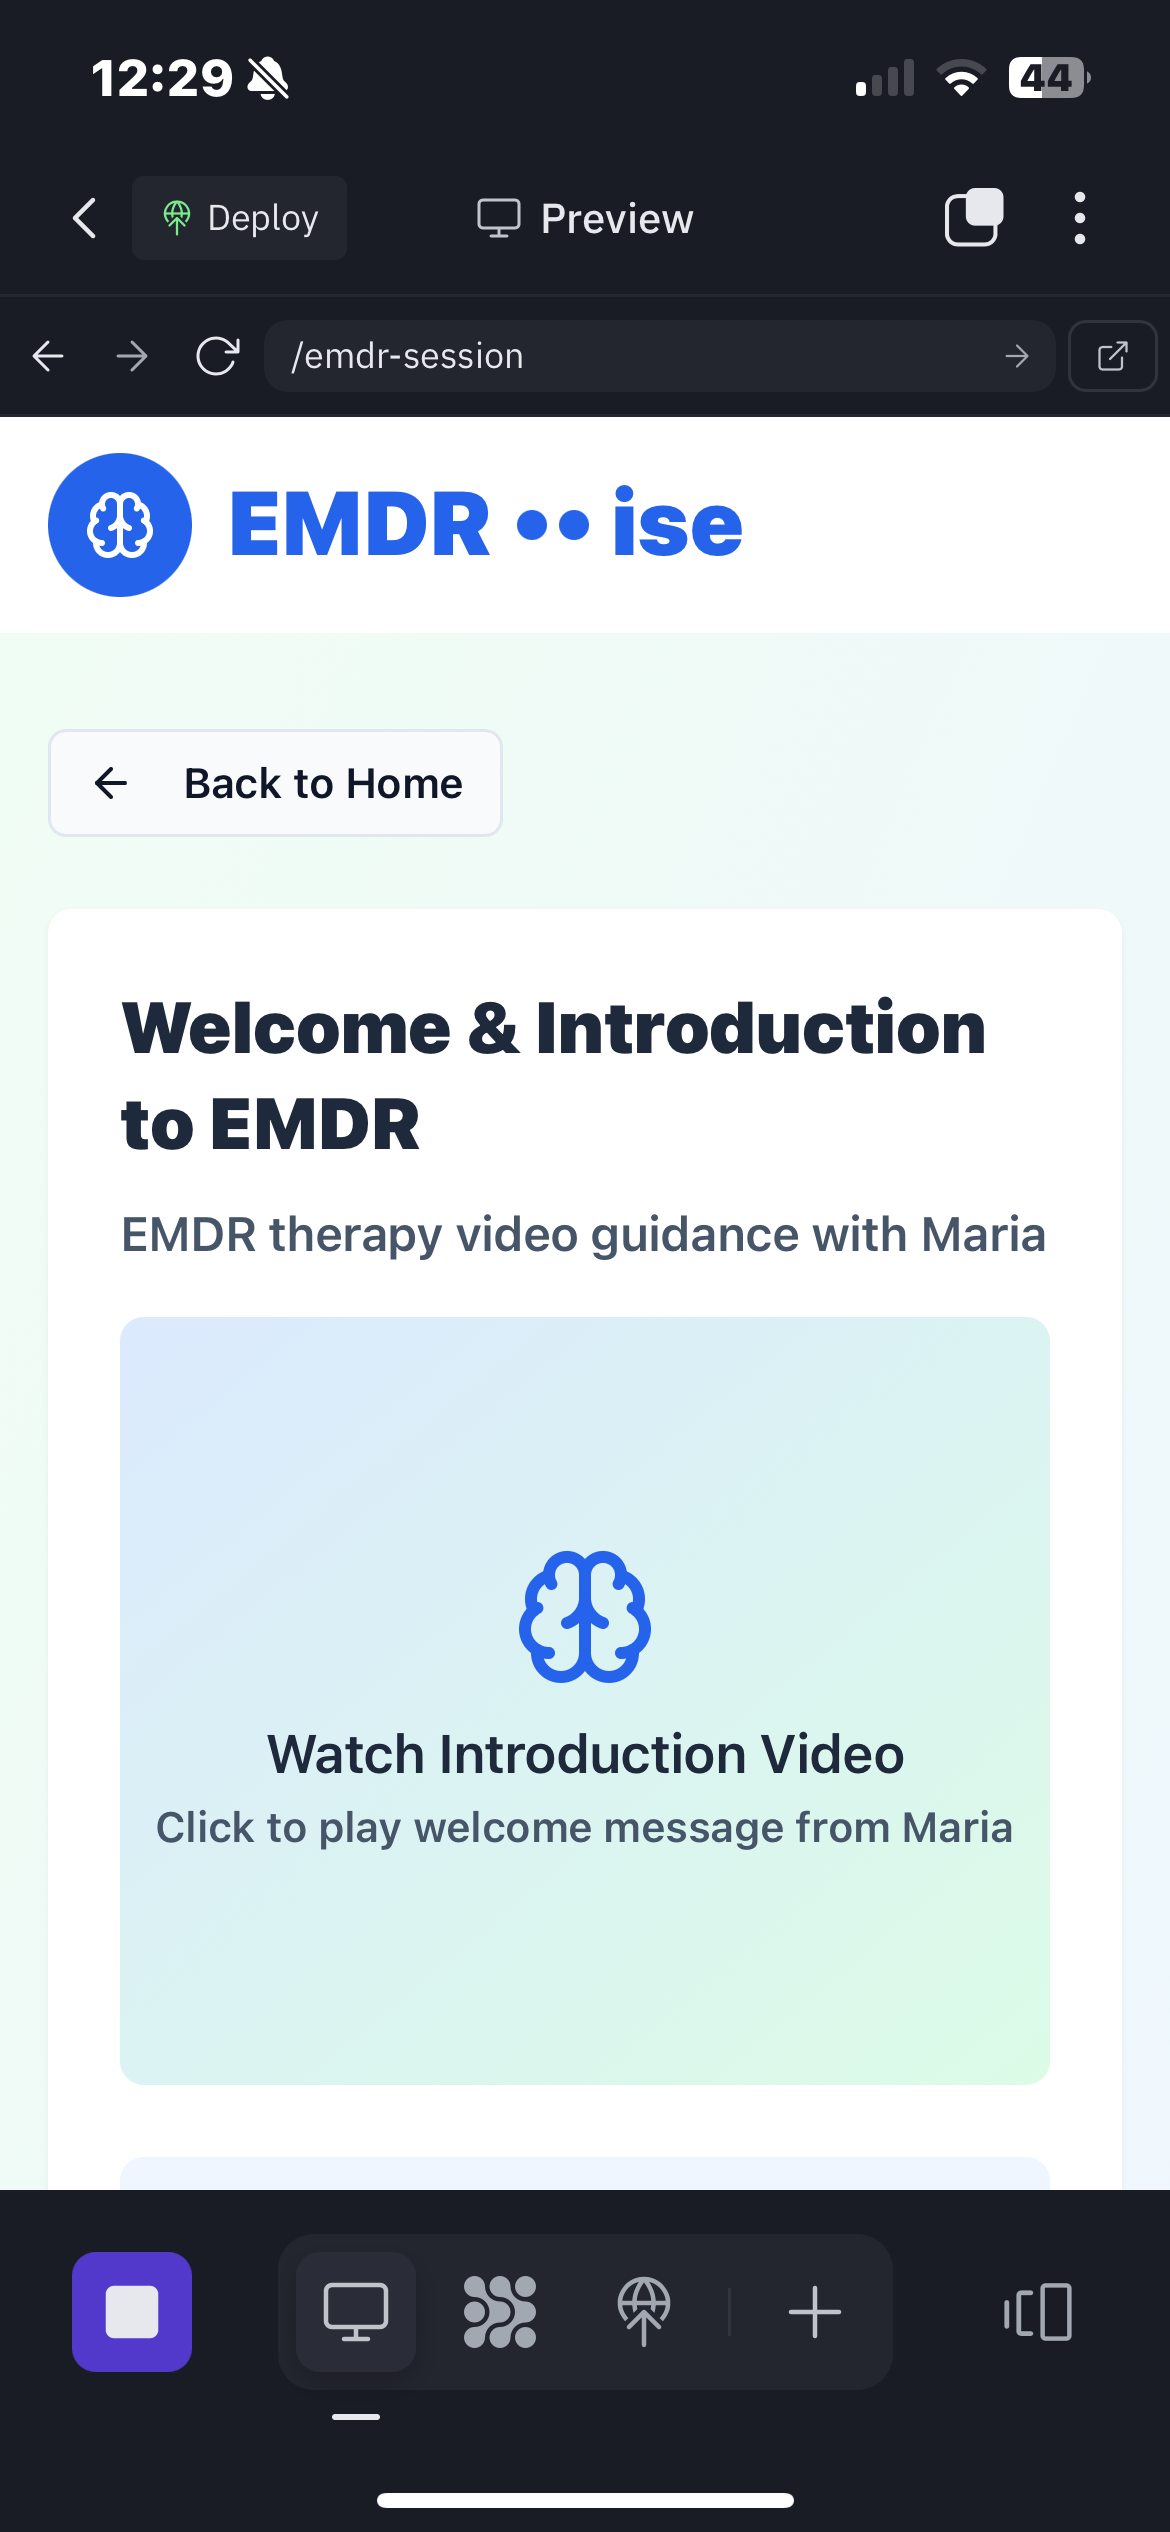 12:29
44
Deploy
Preview
/emdr-session
EMDR •• ise
Back to Home
Welcome & Introduction
to EMDR
EMDR therapy video guidance with Maria
Watch Introduction Video
Click to play welcome message from Maria